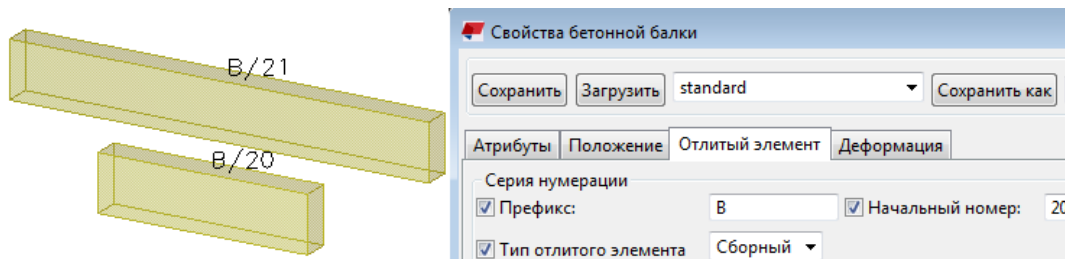 B/21
B/20
Свойства бетонной балки
Сохранить Загрузить standard Сохранить как
Атрибуты Положение Отлитый элемент Деформация
Серия нумерации
Префикс: B Начальный номер: 20
Тип отлитого элемента Сборный